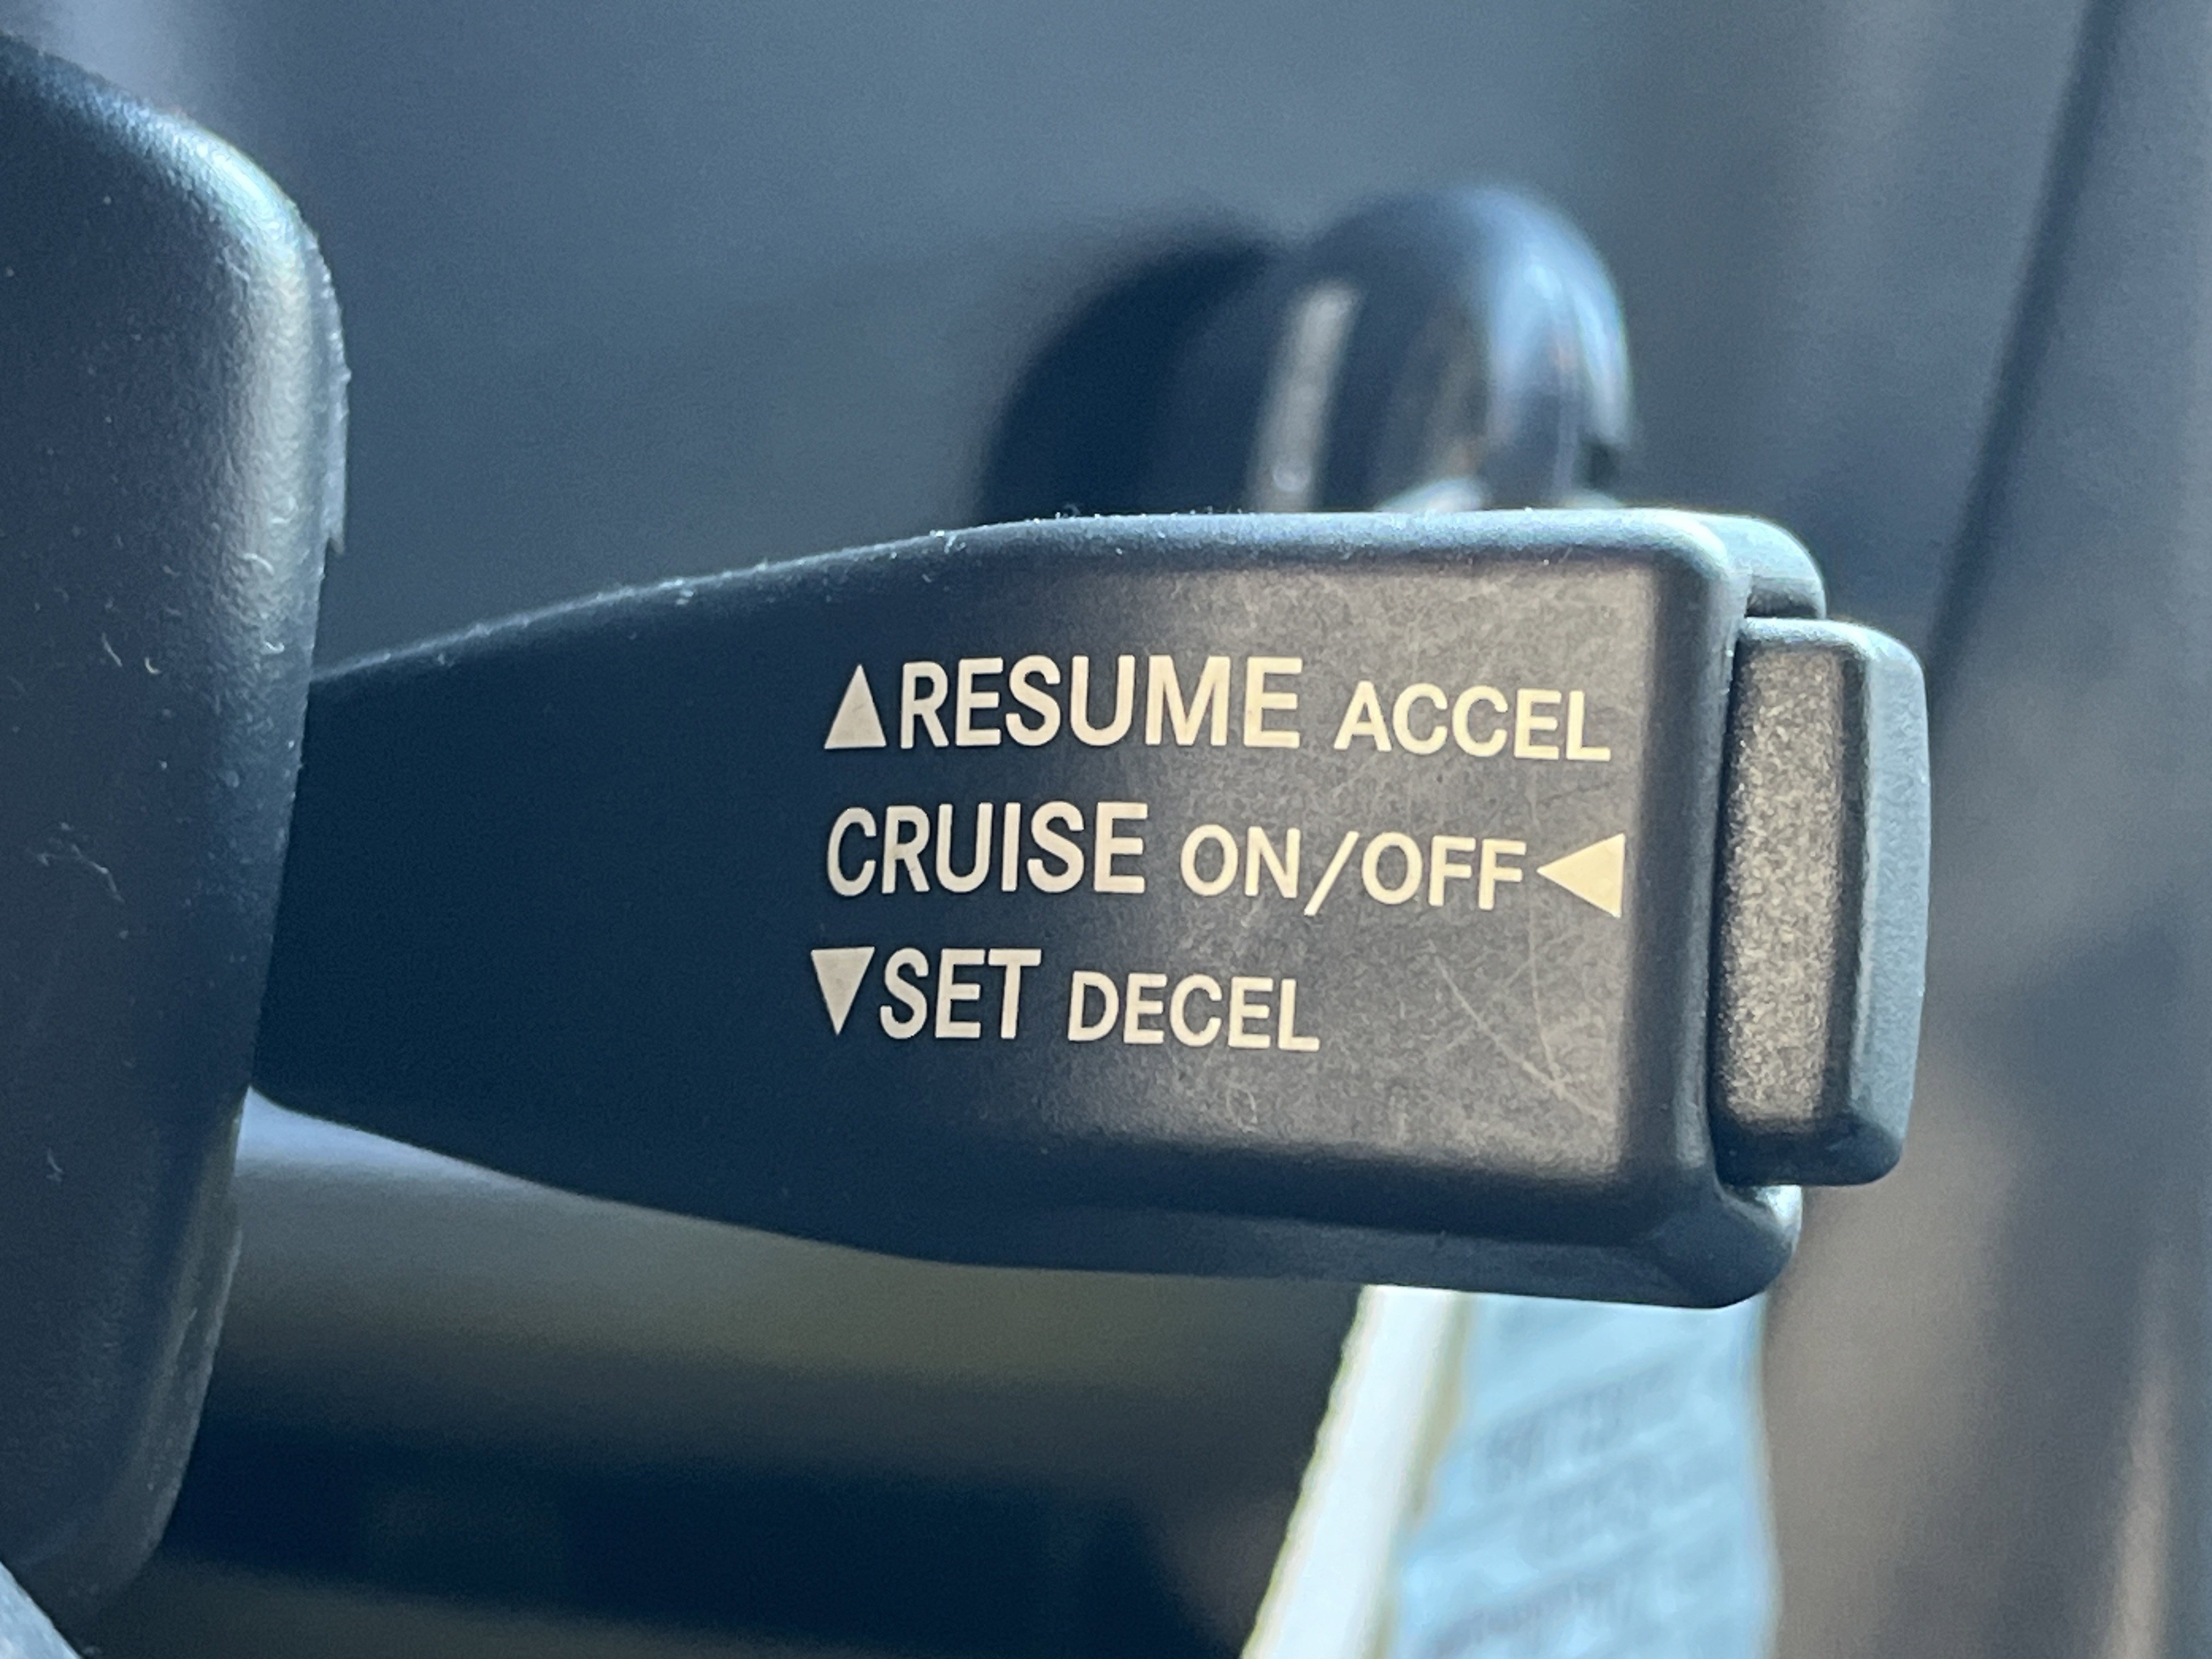 ▲RESUME ACCEL
CRUISE ON/OFF◀
▼SET DECEL